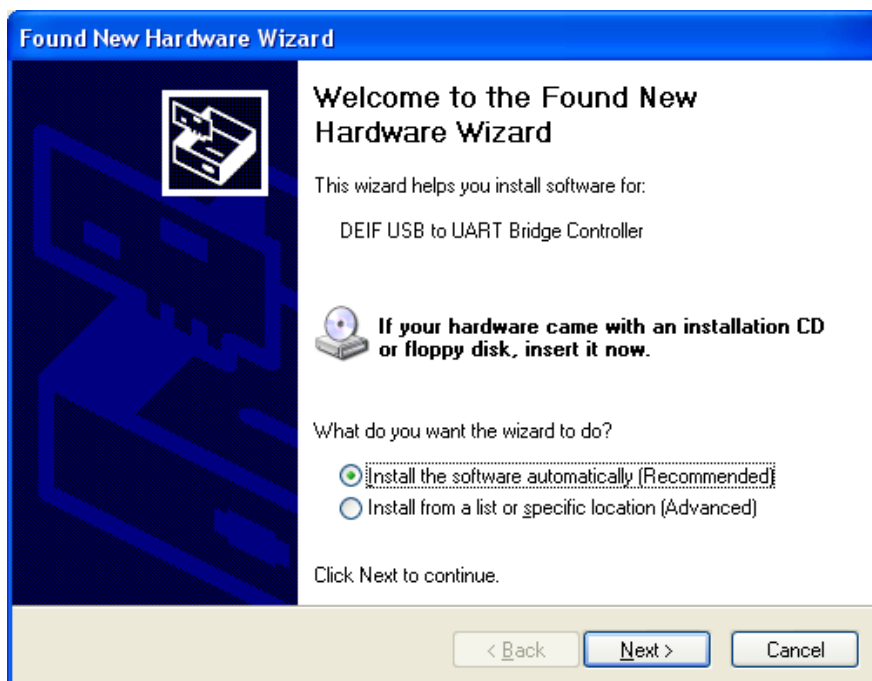 Found New Hardware Wizard
Welcome to the Found New
Hardware Wizard
This wizard helps you install software for:
DEIF USB to UART Bridge Controller
If your hardware came with an installation CD
or floppy disk, insert it now.
What do you want the wizard to do?
Install the software automatically (Recommended)
Install from a list or specific location (Advanced)
Click Next to continue.
< Back Next > Cancel